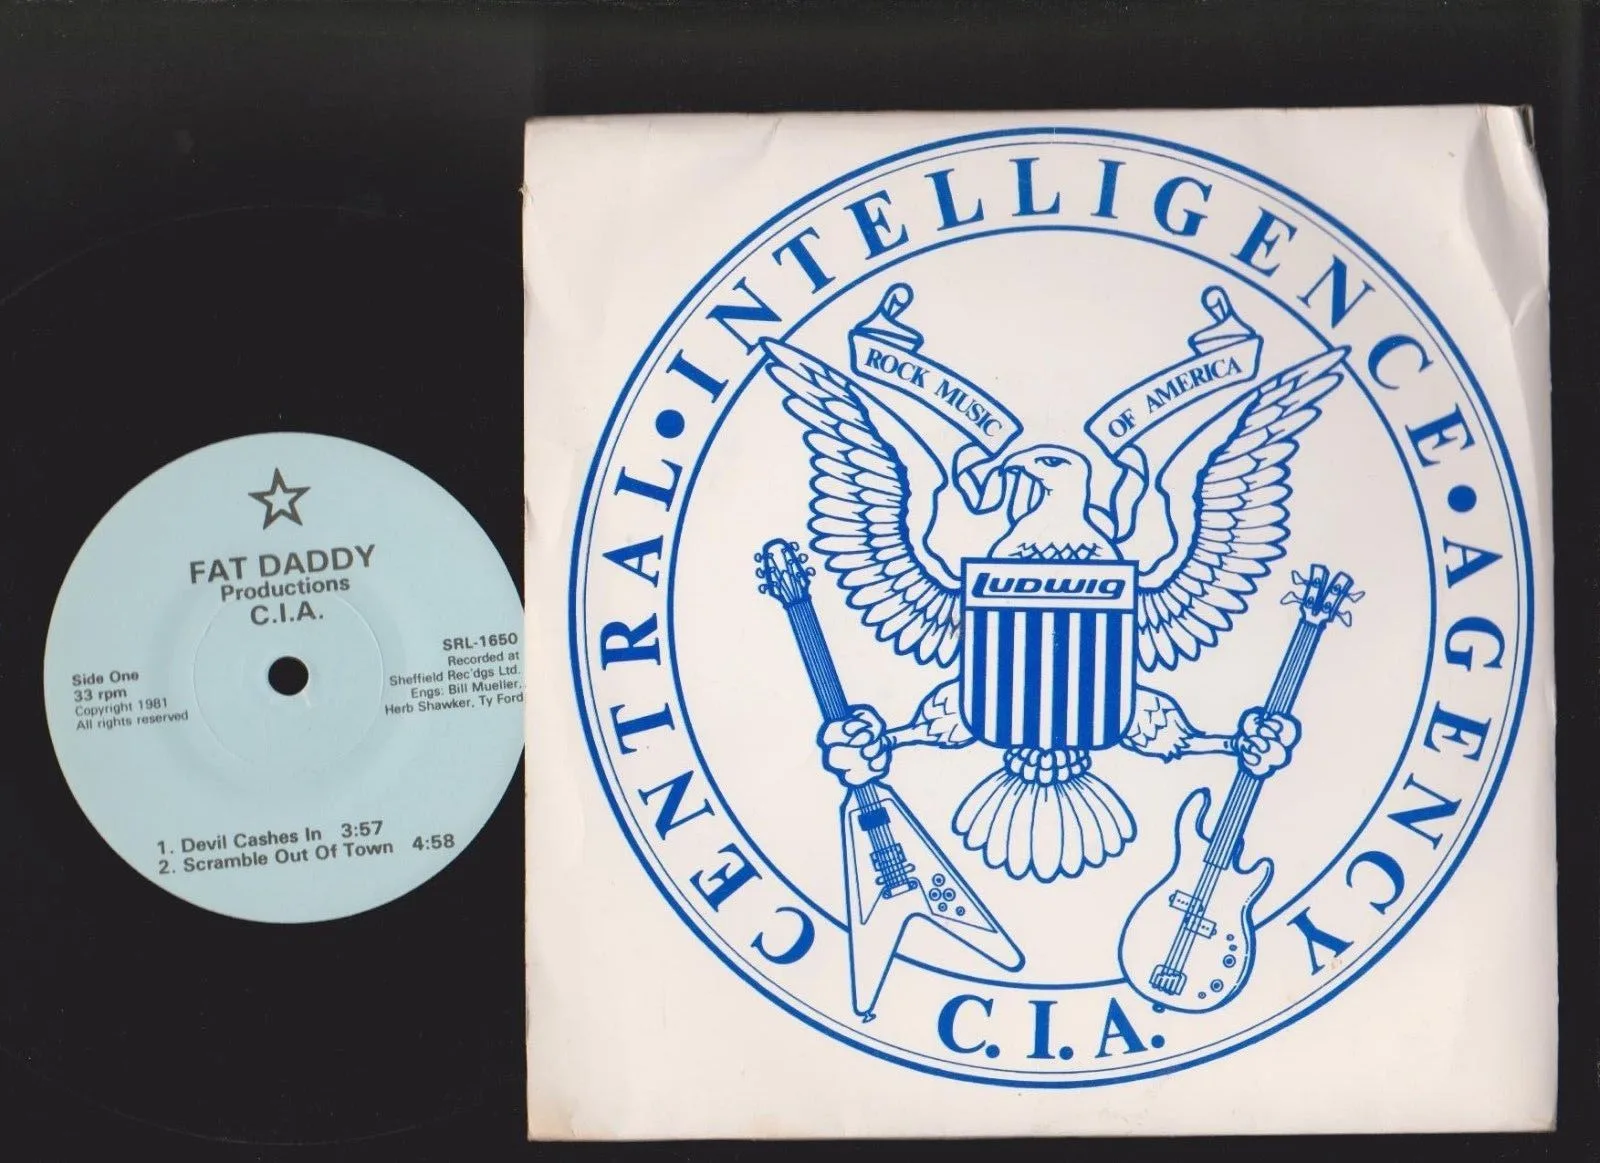 FAT DADDY
Productions
C.I.A.
SRL-1650
Recorded at
Sheffield Rec'dgs Ltd.
Engs: Bill Mueller,
Herb Shawker, Ty Ford
Side One
33 rpm
Copyright 1981
All rights reserved
1. Devil Cashes In 3:57
2. Scramble Out Of Town 4:58
CENTRAL • INTELLIGENCE • AGENCY
ROCK MUSIC
OF AMERICA
LUDWIG
C.I.A.